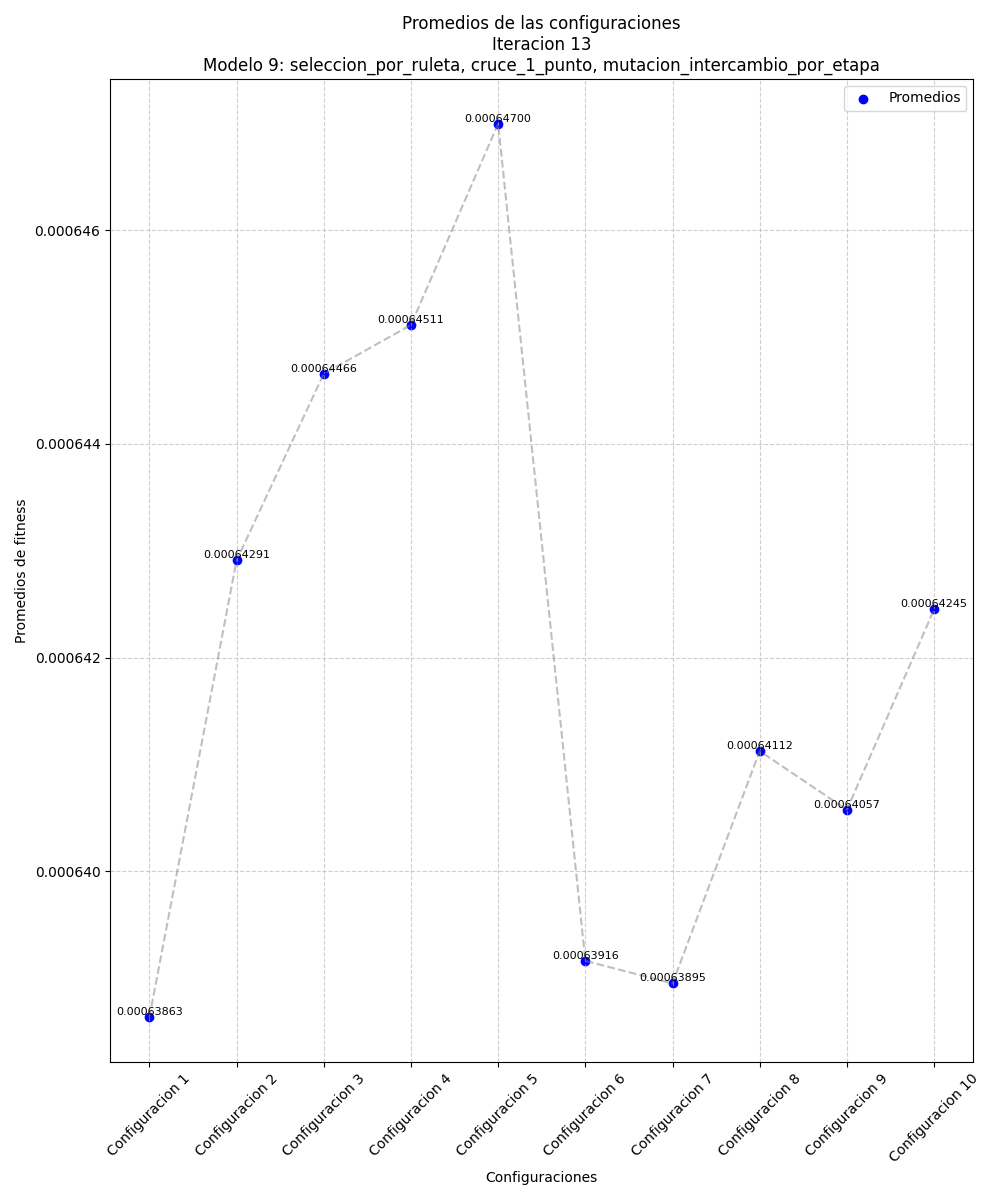 Promedios de las configuraciones
Iteracion 13
Modelo 9: seleccion_por_ruleta, cruce_1_punto, mutacion_intercambio_por_etapa
Promedios
0.00064700
0.000646
0.00064511
0.00064466
0.000644
0.00064291
0.00064245
0.000642
0.00064112
0.00064057
0.000640
0.00063916
0.00063895
0.00063863
Promedios de fitness
Configuracion 1
Configuracion 2
Configuracion 3
Configuracion 4
Configuracion 5
Configuracion 6
Configuracion 7
Configuracion 8
Configuracion 9
Configuracion 10
Configuraciones